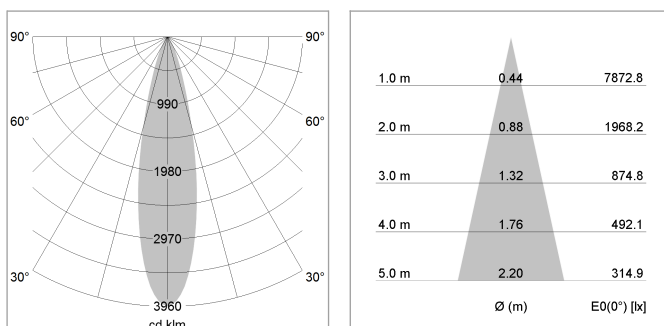 90°
90°
990
60°
60°
1980
2970
30°
30°
3960
cd klm
1.0 m 0.44 7872.8
2.0 m 0.88 1968.2
3.0 m 1.32 874.8
4.0 m 1.76 492.1
5.0 m 2.20 314.9
Ø (m) E0(0°) [lx]